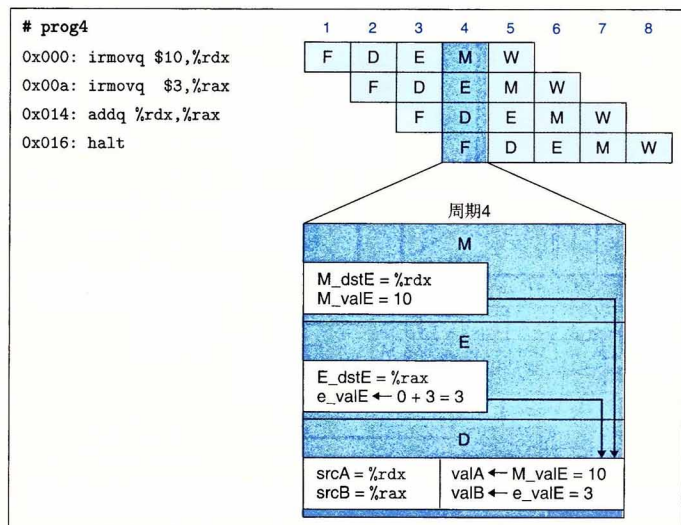 # prog4
1 2 3 4 5 6 7 8
0x000: irmovq $10,%rdx F D E M W
0x00a: irmovq $3,%rax F D E M W
0x014: addq %rdx,%rax F D E M W
0x016: halt F D E M W
周期4
M
M_dstE = %rdx
M_valE = 10
E
E_dstE = %rax
e_valE ← 0 + 3 = 3
D
srcA = %rdx valA ← M_valE = 10
srcB = %rax valB ← e_valE = 3